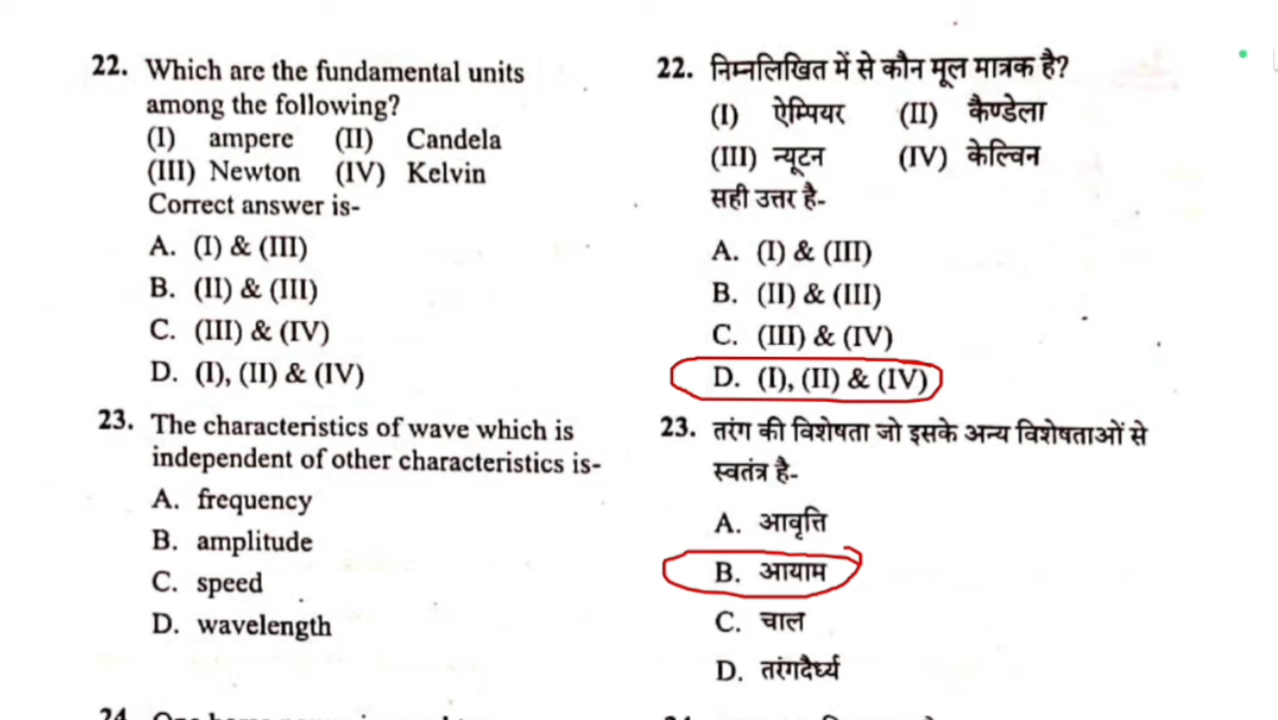 22. Which are the fundamental units
among the following?
(I) ampere (II) Candela
(III) Newton (IV) Kelvin
Correct answer is-
A. (I) & (III)
B. (II) & (III)
C. (III) & (IV)
D. (I), (II) & (IV)
23. The characteristics of wave which is
independent of other characteristics is-
A. frequency
B. amplitude
C. speed
D. wavelength
24.
22. निम्नलिखित में से कौन मूल मात्रक है?
(I) ऐम्पियर (II) कैण्डेला
(III) न्यूटन (IV) केल्विन
सही उत्तर है-
A. (I) & (III)
B. (II) & (III)
C. (III) & (IV)
D. (I), (II) & (IV)
23. तरंग की विशेषता जो इसके अन्य विशेषताओं से
स्वतंत्र है-
A. आवृत्ति
B. आयाम
C. चाल
D. तरंगदैर्ध्य